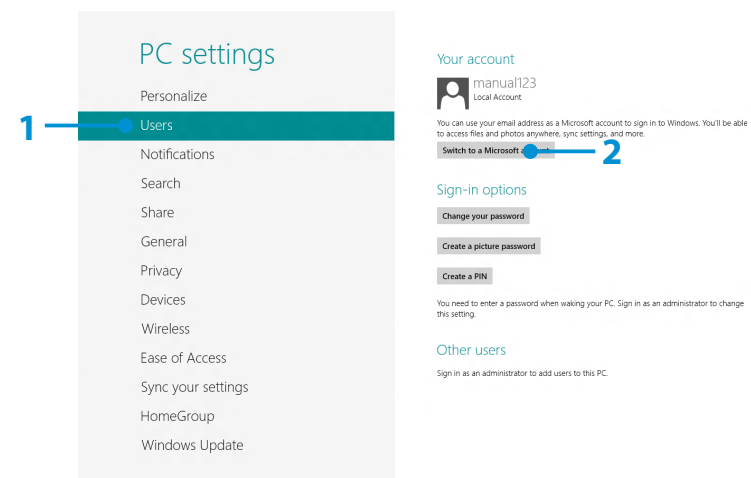 PC settings
Personalize
1
Users
Notifications
Search
Share
General
Privacy
Devices
Wireless
Ease of Access
Sync your settings
HomeGroup
Windows Update
Your account
manual123
Local Account
You can use your email address as a Microsoft account to sign in to Windows. You'll be able
to access files and photos anywhere, sync settings, and more.
Switch to a Microsoft
2
Sign-in options
Change your password
Create a picture password
Create a PIN
You need to enter a password when waking your PC. Sign in as an administrator to change
this setting.
Other users
Sign in as an administrator to add users to this PC.